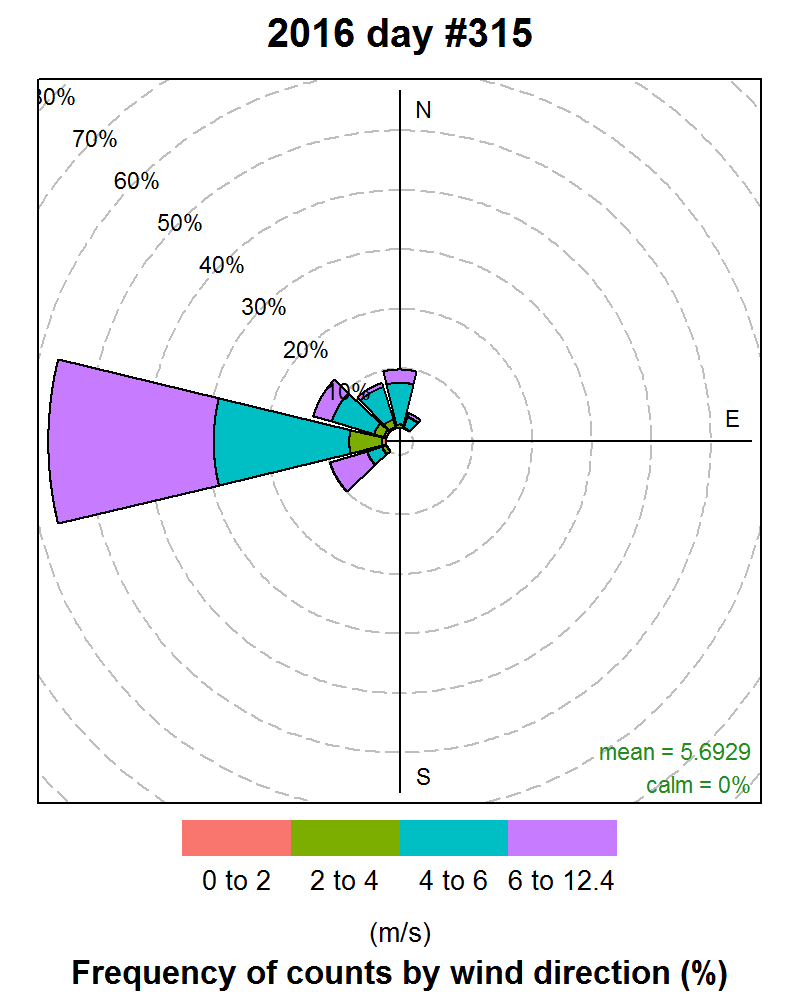 2016 day #315
80%
70%
60%
50%
40%
30%
20%
10%
N
E
S
mean = 5.6929
calm = 0%
0 to 2 2 to 4 4 to 6 6 to 12.4
(m/s)
Frequency of counts by wind direction (%)